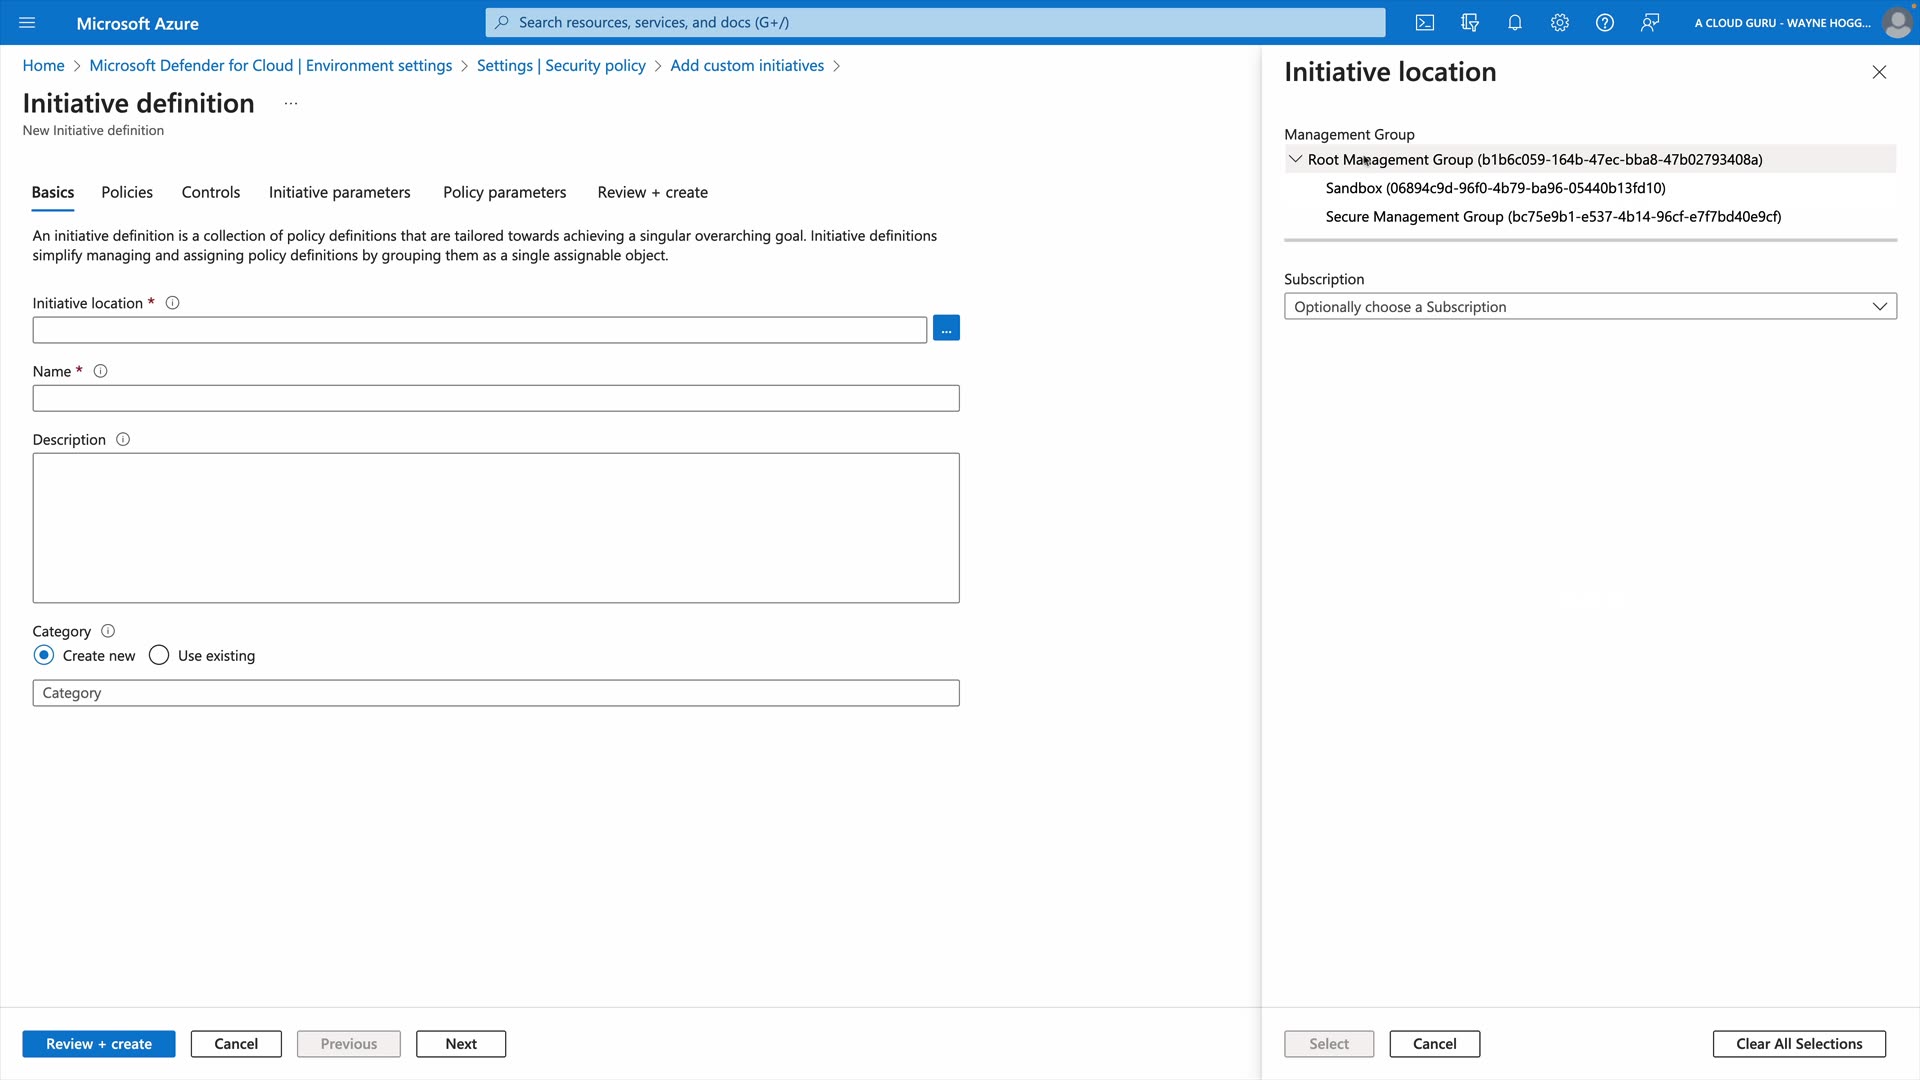 Microsoft Azure
Search resources, services, and docs (G+/)
A CLOUD GURU - WAYNE HOGG...
Home > Microsoft Defender for Cloud | Environment settings > Settings | Security policy > Add custom initiatives >
Initiative definition ...
New Initiative definition
Basics Policies Controls Initiative parameters Policy parameters Review + create
An initiative definition is a collection of policy definitions that are tailored towards achieving a singular overarching goal. Initiative definitions
simplify managing and assigning policy definitions by grouping them as a single assignable object.
Initiative location *
...
Name *
Description
Category
Create new Use existing
Category
Review + create Cancel Previous Next
Initiative location
Management Group
Root Management Group (b1b6c059-164b-47ec-bba8-47b02793408a)
Sandbox (06894c9d-96f0-4b79-ba96-05440b13fd10)
Secure Management Group (bc75e9b1-e537-4b14-96cf-e7f7bd40e9cf)
Subscription
Optionally choose a Subscription
Select Cancel Clear All Selections